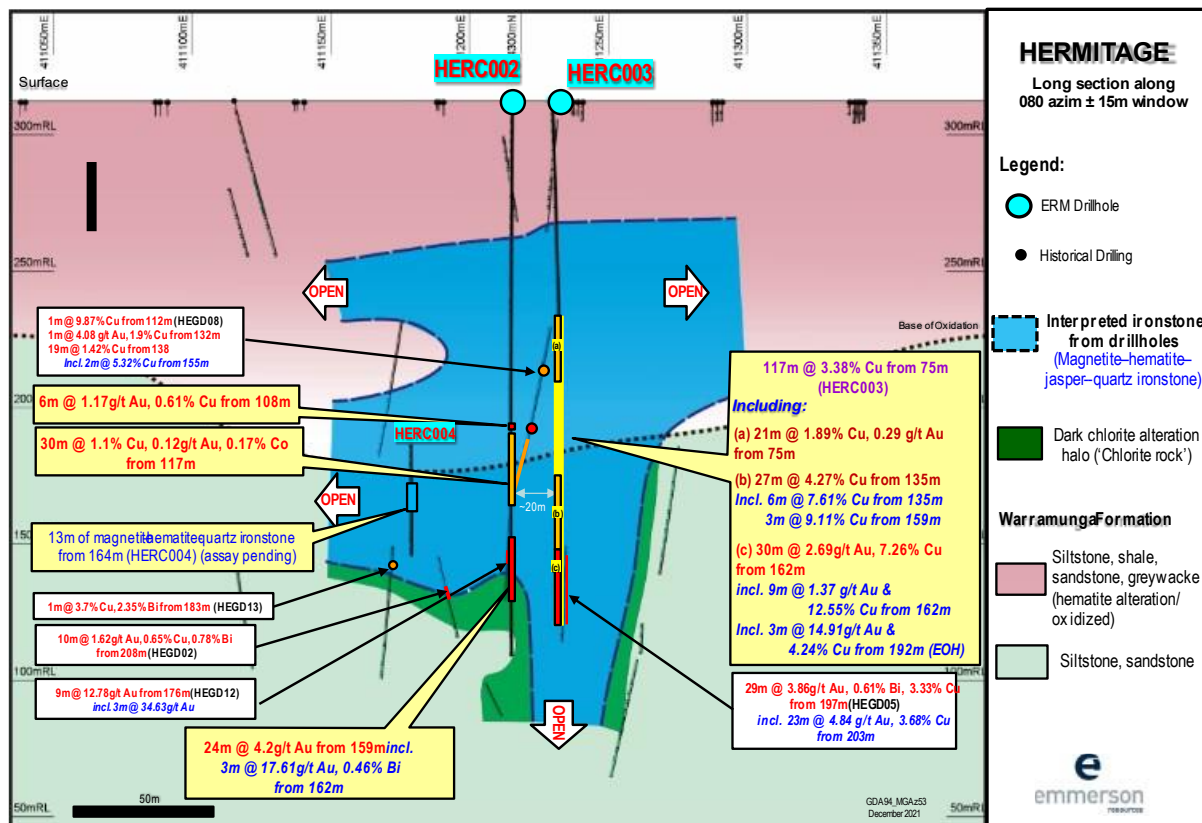 411050mE
411100mE
411150mE
411200mE
4300mN
411250mE
411300mE
411350mE
HERC002
HERC003
Surface
300mRL
300mRL
250mRL
250mRL
OPEN
OPEN
Base of Oxidation
1m@ 9.87% Cu from 112m (HEGD08)
1m@ 4.08 g/t Au, 1.9% Cu from 132m
19m @ 1.42% Cu from 138
Incl. 2m @ 5.32% Cu from 155m
(a)
200mRL
6m @ 1.17g/t Au, 0.61% Cu from 108m
30m @ 1.1% Cu, 0.12g/t Au, 0.17% Co
from 117m
HERC004
OPEN
~20m
(b)
13m of magnetite-hematitequartz ironstone
from 164m (HERC004) (assay pending)
150mRL
(c)
1m@ 3.7% Cu, 2.35% Bi from 183m (HEGD13)
10m @ 1.62g/t Au, 0.65% Cu, 0.78% Bi
from 208m (HEGD02)
9m @ 12.78g/t Au from 176m (HEGD12)
incl. 3m @ 34.63g/t Au
24m @ 4.2g/t Au from 159m incl.
3m @ 17.61g/t Au, 0.46% Bi
from 162m
117m @ 3.38% Cu from 75m
(HERC003)
Including:
(a) 21m @ 1.89% Cu, 0.29 g/t Au
from 75m
(b) 27m @ 4.27% Cu from 135m
Incl. 6m @ 7.61% Cu from 135m
3m @ 9.11% Cu from 159m
(c) 30m @ 2.69g/t Au, 7.26% Cu
from 162m
incl. 9m @ 1.37 g/t Au &
12.55% Cu from 162m
Incl. 3m @ 14.91g/t Au &
4.24% Cu from 192m (EOH)
100mRL
100mRL
29m @ 3.86g/t Au, 0.61% Bi, 3.33% Cu
from 197m (HEGD05)
incl. 23m @ 4.84 g/t Au, 3.68% Cu
from 203m
OPEN
50m
50mRL
50mRL
GDA94_MGAz53
December 2021
HERMITAGE
Long section along
080 azim ± 15m window
Legend:
ERM Drillhole
Historical Drilling
Interpreted ironstone
from drillholes
(Magnetite–hematite–
jasper–quartz ironstone)
Dark chlorite alteration
halo ('Chlorite rock')
Warramunga Formation
Siltstone, shale,
sandstone, greywacke
(hematite alteration/
oxidized)
Siltstone, sandstone
e
emmerson
resources